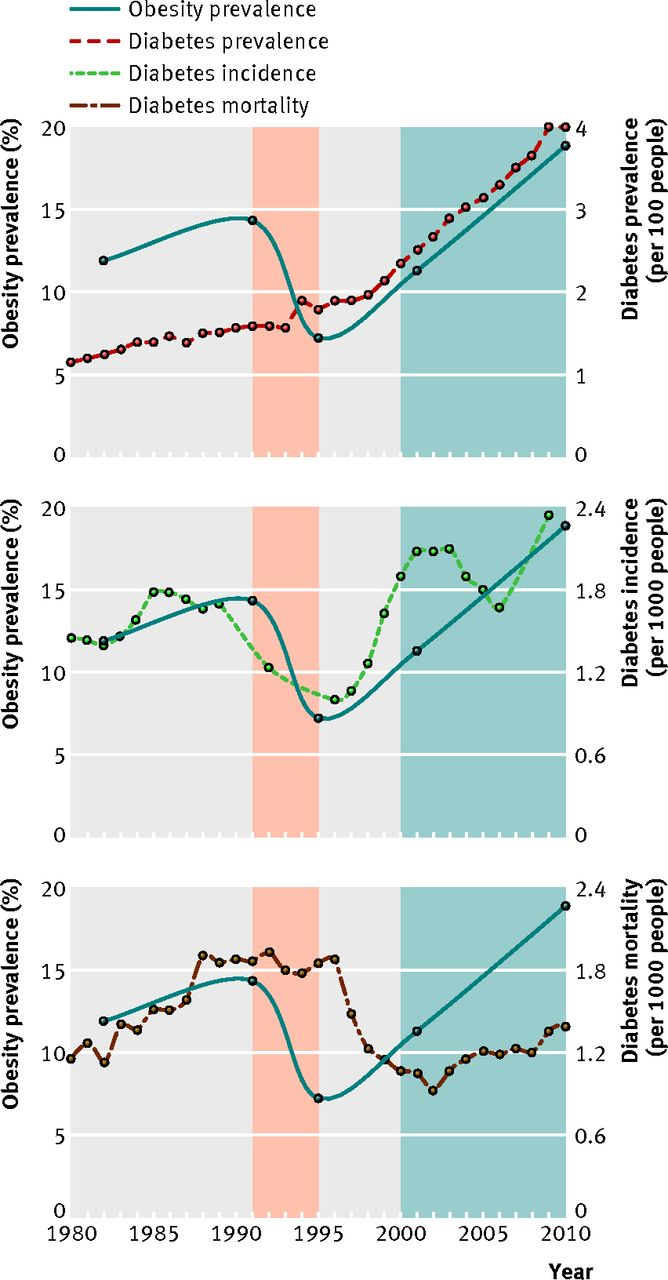 Obesity prevalence
Diabetes prevalence
Diabetes incidence
Diabetes mortality
Obesity prevalence (%)
20
15
10
5
0
4
3
2
1
0
Diabetes prevalence
(per 100 people)
Obesity prevalence (%)
20
15
10
5
0
2.4
1.8
1.2
0.6
0
Diabetes incidence
(per 1000 people)
Obesity prevalence (%)
20
15
10
5
0
2.4
1.8
1.2
0.6
0
Diabetes mortality
(per 1000 people)
1980 1985 1990 1995 2000 2005 2010
Year